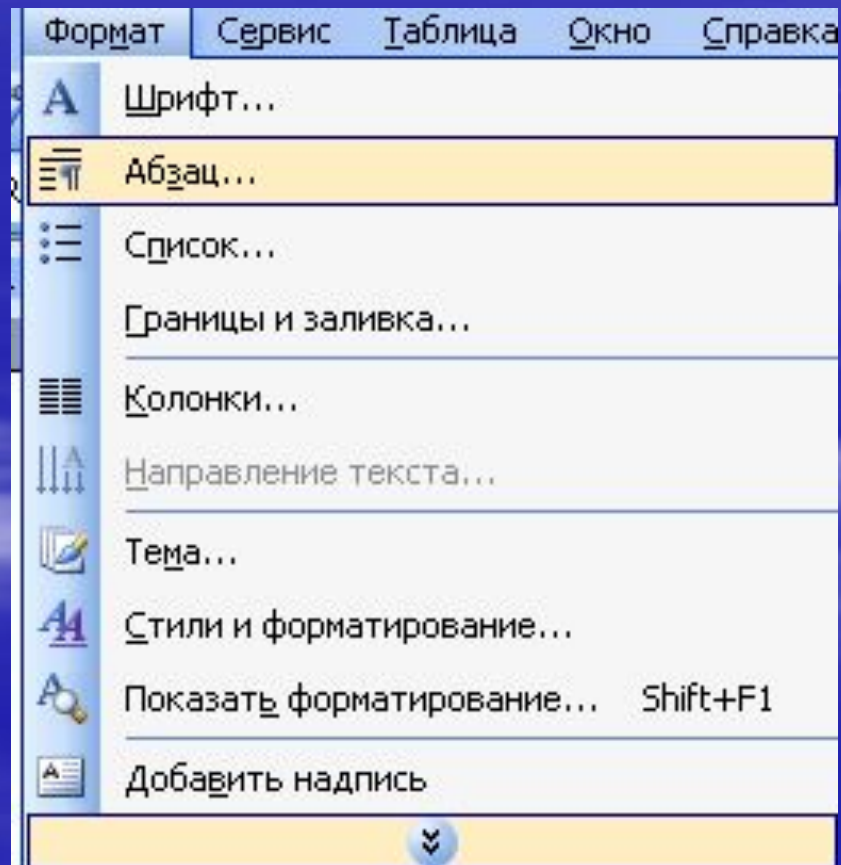 Формат Сервис Таблица Окно Справка
Шрифт...
Абзац...
Список...
Границы и заливка...
Колонки...
Направление текста...
Тема...
Стили и форматирование...
Показать форматирование... Shift+F1
Добавить надпись